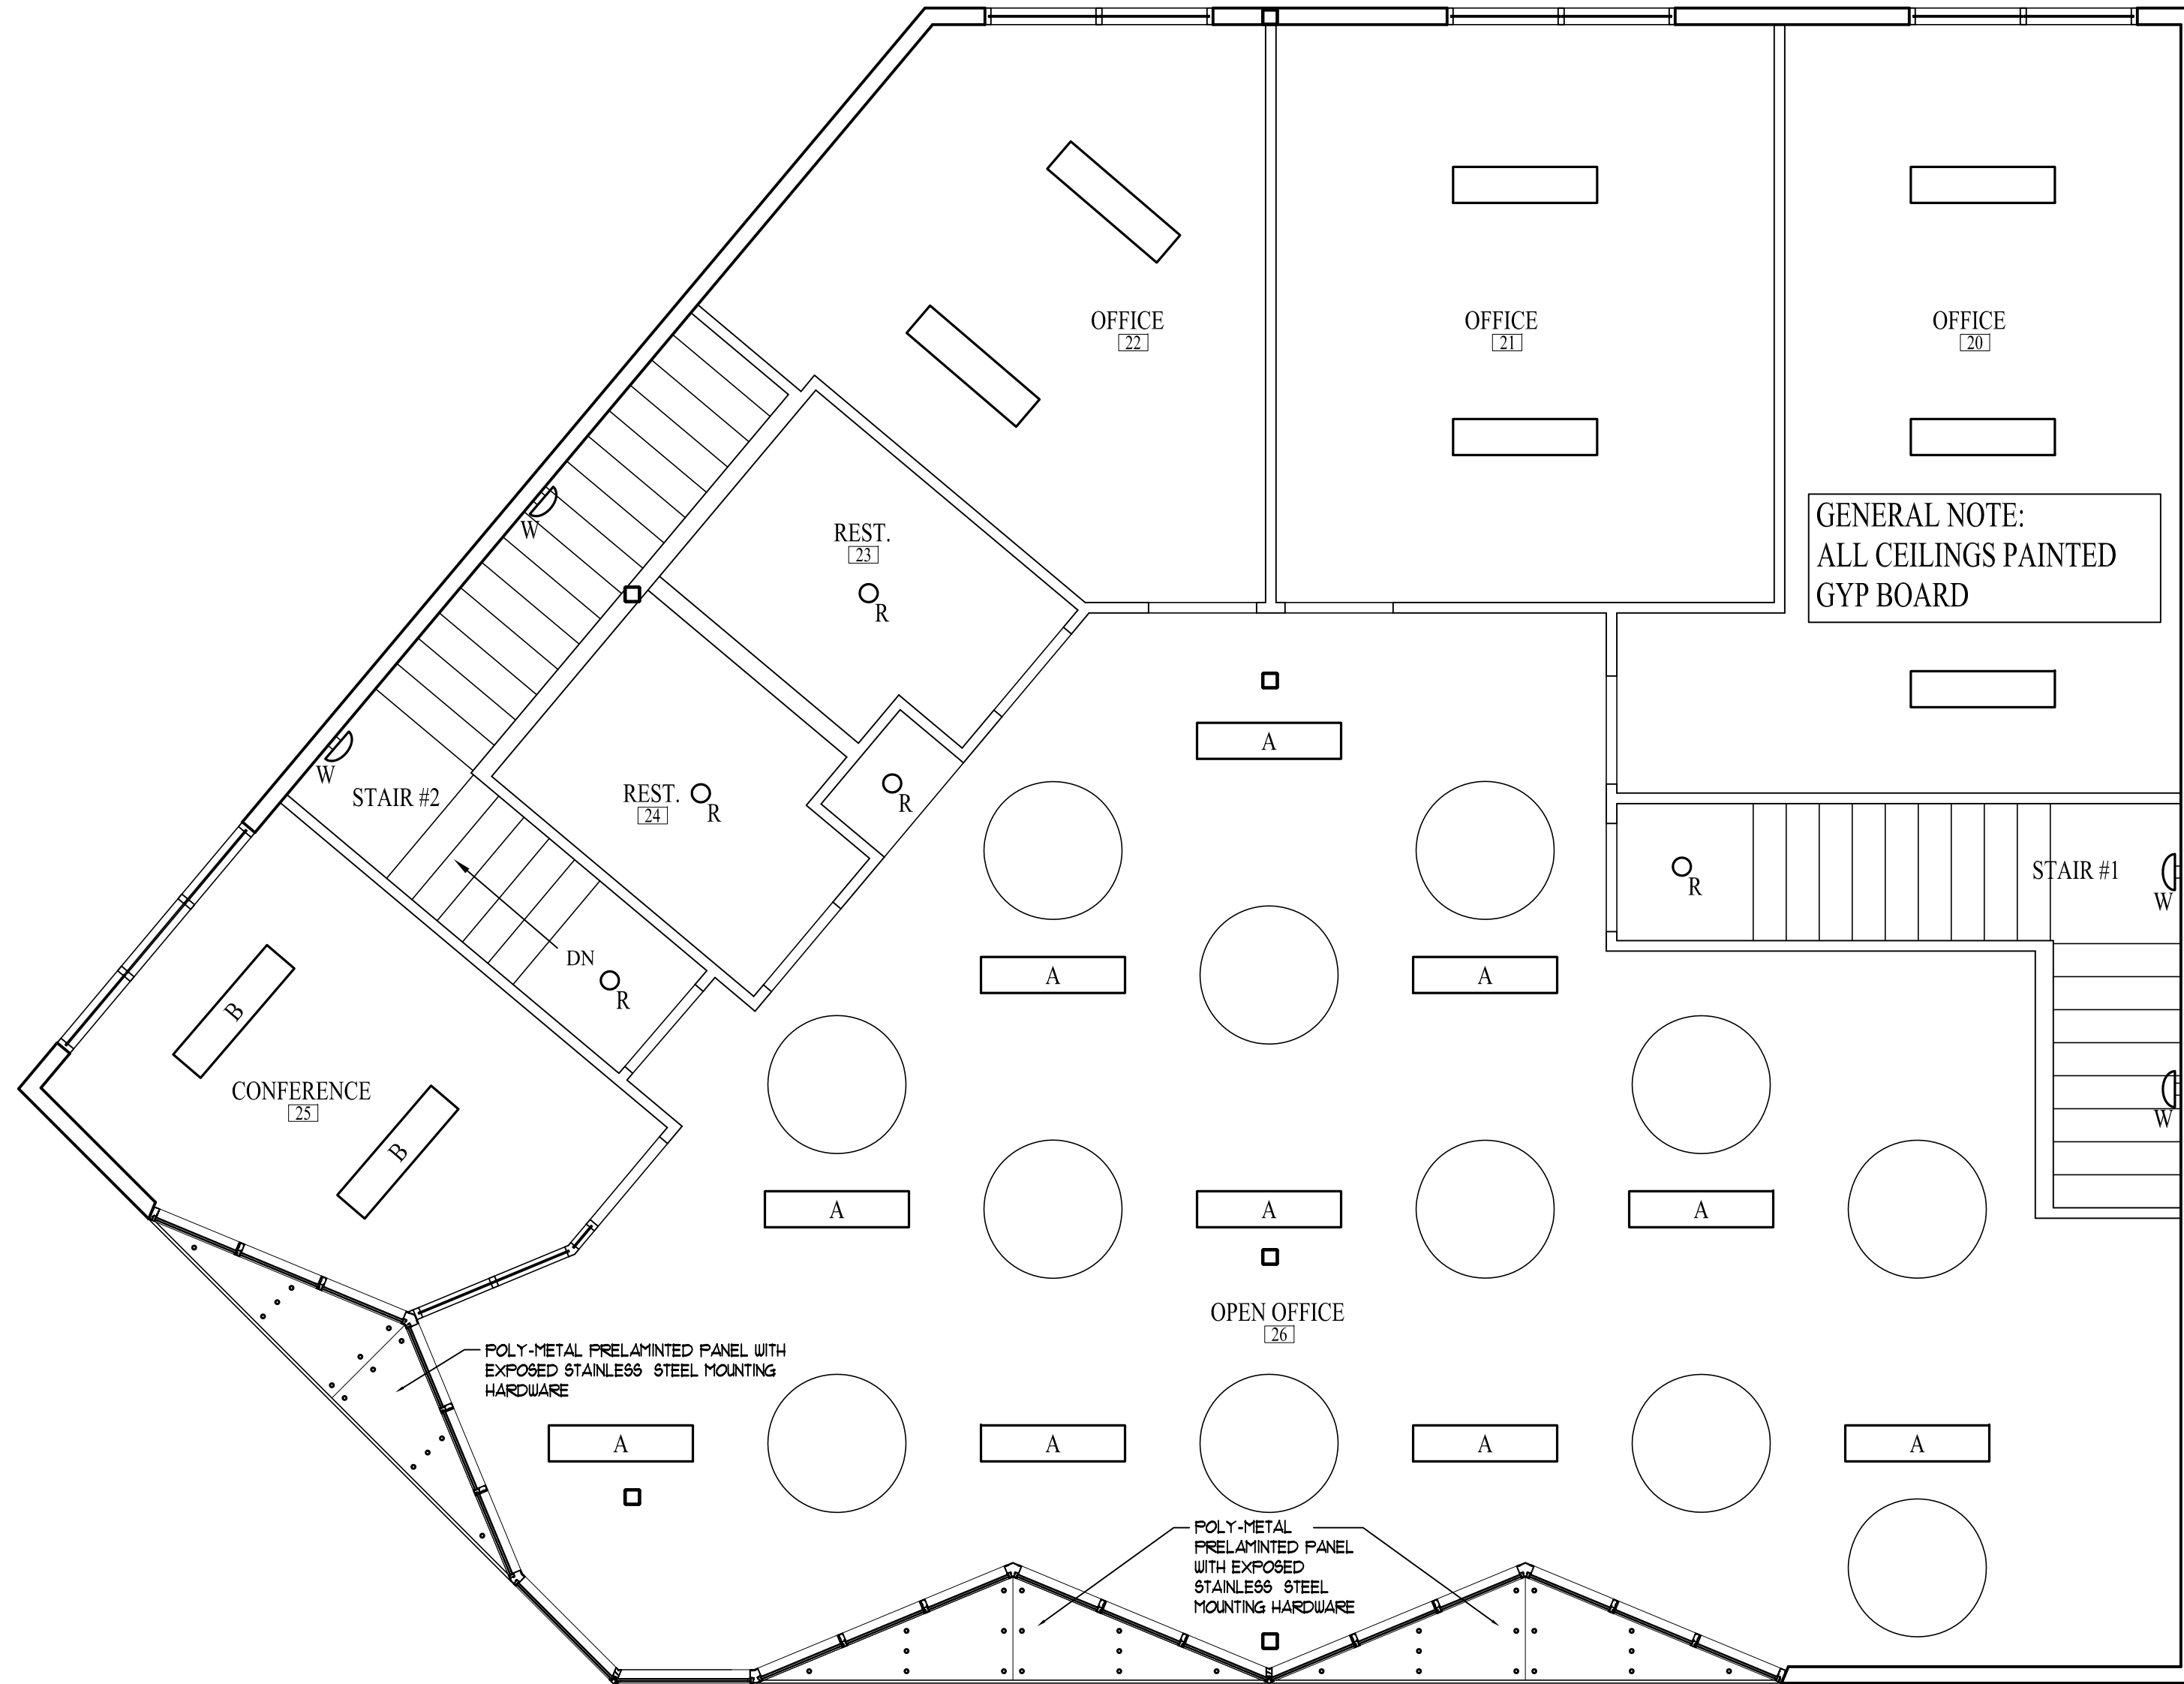 OFFICE
22
OFFICE
21
OFFICE
20
GENERAL NOTE:
ALL CEILINGS PAINTED
GYP BOARD
W
REST.
23
R
A
W
STAIR #2
REST.
24
R
R
R
STAIR #1
W
DN
R
A
A
B
CONFERENCE
25
B
W
A
A
A
OPEN OFFICE
26
POLY-METAL PRELAMINTED PANEL WITH
EXPOSED STAINLESS STEEL MOUNTING
HARDWARE
A
A
A
A
POLY-METAL
PRELAMINTED PANEL
WITH EXPOSED
STAINLESS STEEL
MOUNTING HARDWARE